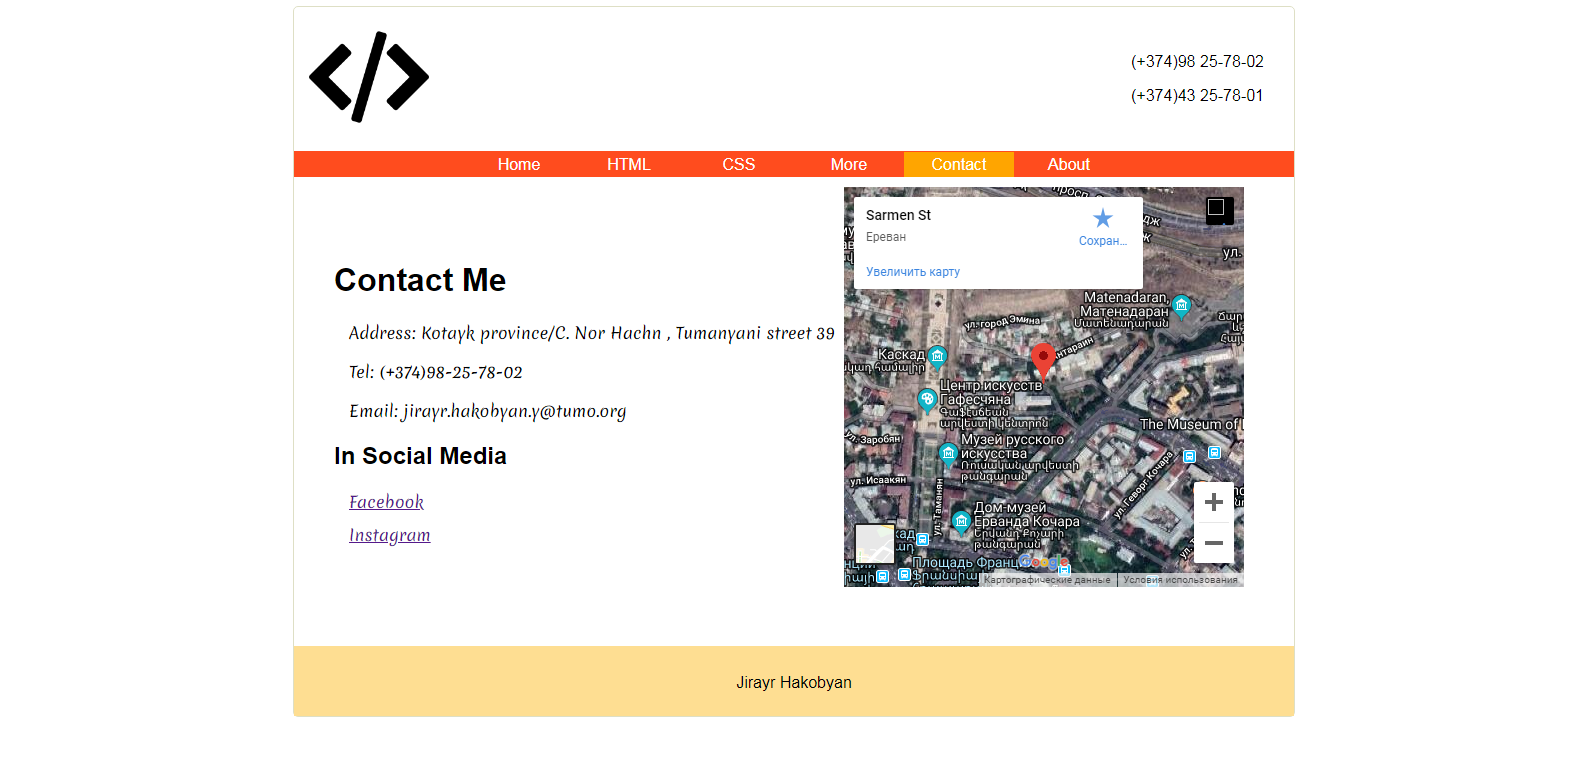 (+374)98 25-78-02
(+374)43 25-78-01
Home HTML CSS More Contact About
Contact Me
Address: Kotayk province/C. Nor Hachn , Tumanyani street 39
Tel: (+374)98-25-78-02
Email: jirayr.hakobyan.y@tumo.org
In Social Media
Facebook
Instagram
Sarmen St
Ереван
Сохран...
Увеличить карту
ул.
Matenadaran,
Матенадаран
Մատենադարան
ул. город Эмина
Каскад
Центр искусств
Гафесчяна
Գաֆէսճեան
արվեստի կենտրոն
The Museum of
ул. Заробян
Музей русского
искусства
Ռուսական արվեստի
թանգարան
ул. Исаакян
ул. Таманян
ул. Геворг Кочара
Дом-музей
Ерванда Кочара
Երվանդ Քոչարի
թանգարան
Площадь Франц
Ֆրանսիա
Google
Картографические данные
Условия использования
Jirayr Hakobyan